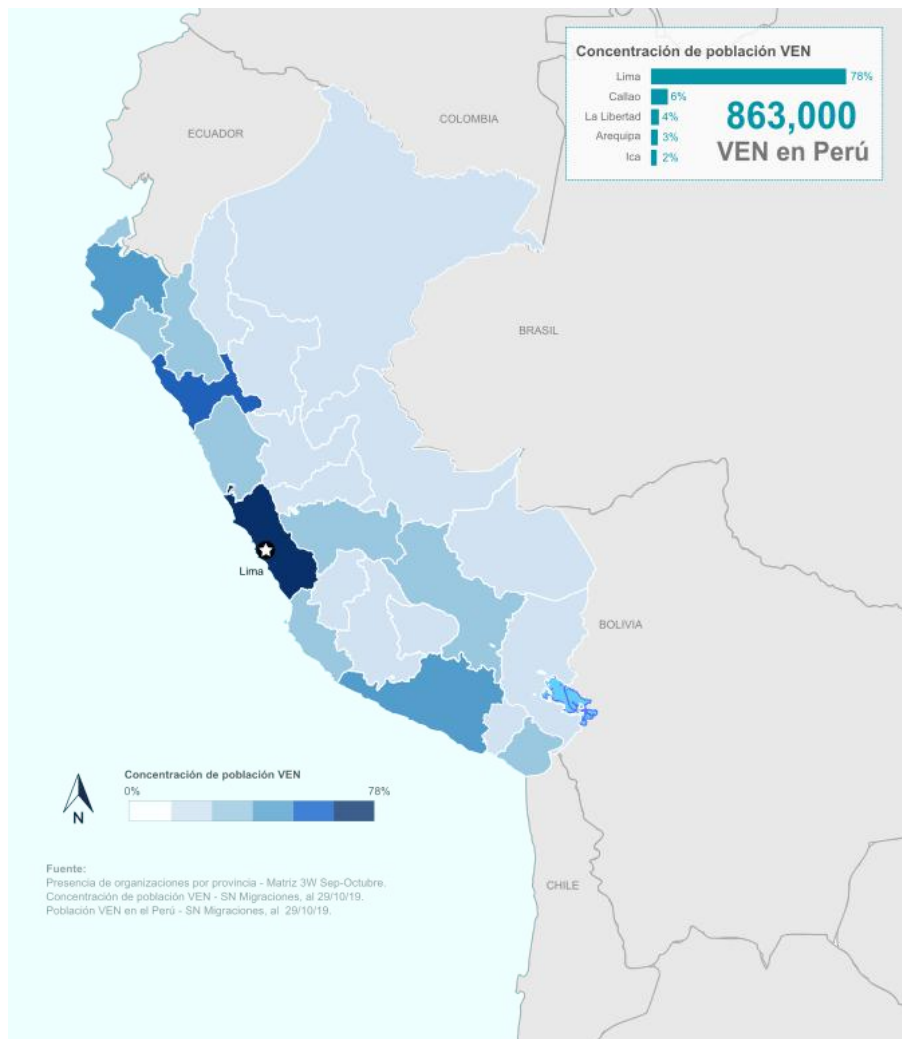 Concentración de población VEN
Lima 78%
Callao 6%
La Libertad 4%
Arequipa 3%
Ica 2%
863,000
VEN en Perú
ECUADOR
COLOMBIA
BRASIL
Lima
BOLIVIA
CHILE
Concentración de población VEN
0% 78%
N
Fuente:
Presencia de organizaciones por provincia - Matriz 3W Sep-Octubre.
Concentración de población VEN - SN Migraciones, al 29/10/19.
Población VEN en el Perú - SN Migraciones, al 29/10/19.